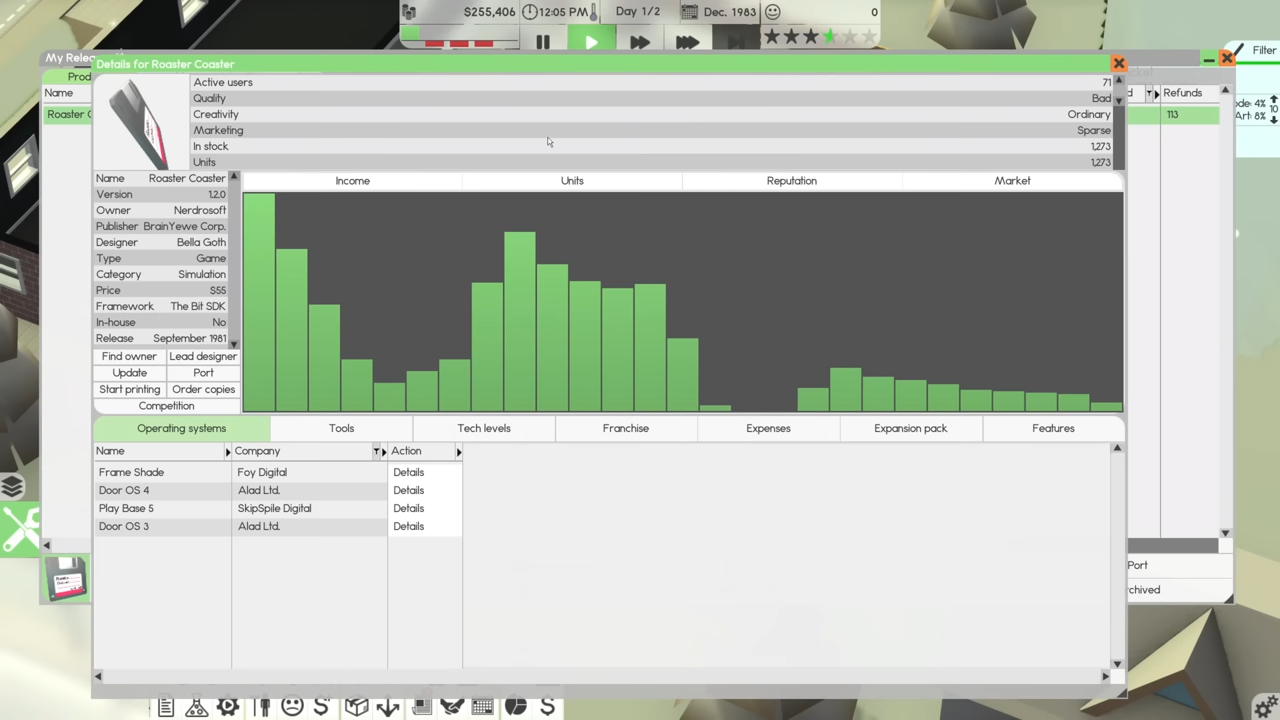 $255,406
12:05 PM
Day 1/2
Dec. 1983
0
My Relea
Filter
Details for Roaster Coaster
Prod
Name
Refunds
Roaster C
113
ode: 4%
Art: 8%
10
Active users 71
Quality Bad
Creativity Ordinary
Marketing Sparse
In stock 1,273
Units 1,273
Name Roaster Coaster
Version 1.2.0
Owner Nerdrosoft
Publisher BrainYewe Corp.
Designer Bella Goth
Type Game
Category Simulation
Price $55
Framework The Bit SDK
In-house No
Release September 1981
Find owner Lead designer
Update Port
Start printing Order copies
Competition
Income Units Reputation Market
Operating systems Tools Tech levels Franchise Expenses Expansion pack Features
Name Company Action
Frame Shade Foy Digital Details
Door OS 4 Alad Ltd. Details
Play Base 5 SkipSpile Digital Details
Door OS 3 Alad Ltd. Details
Port
chived